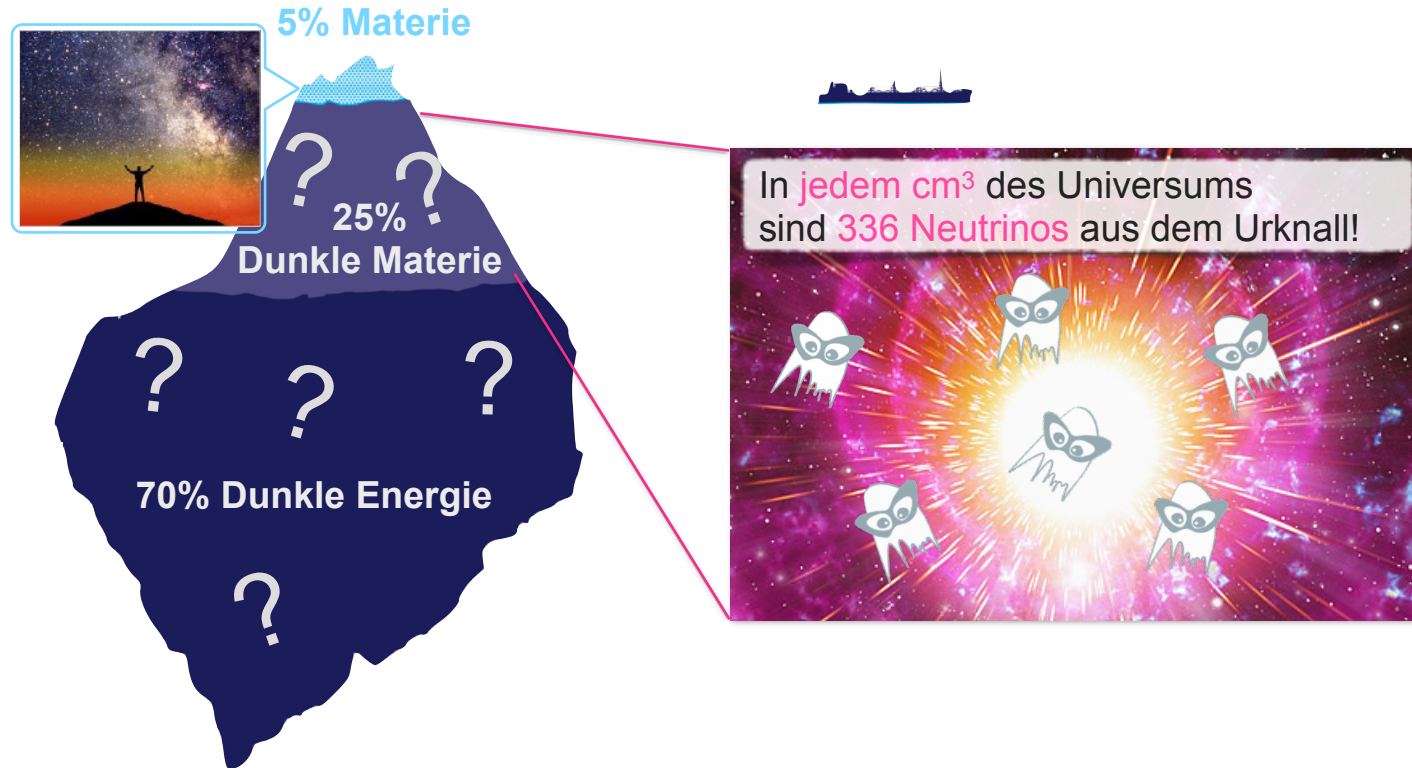 5% Materie
? ?
25%
Dunkle Materie
? ? ?
70% Dunkle Energie
?
In jedem cm³ des Universums
sind 336 Neutrinos aus dem Urknall!